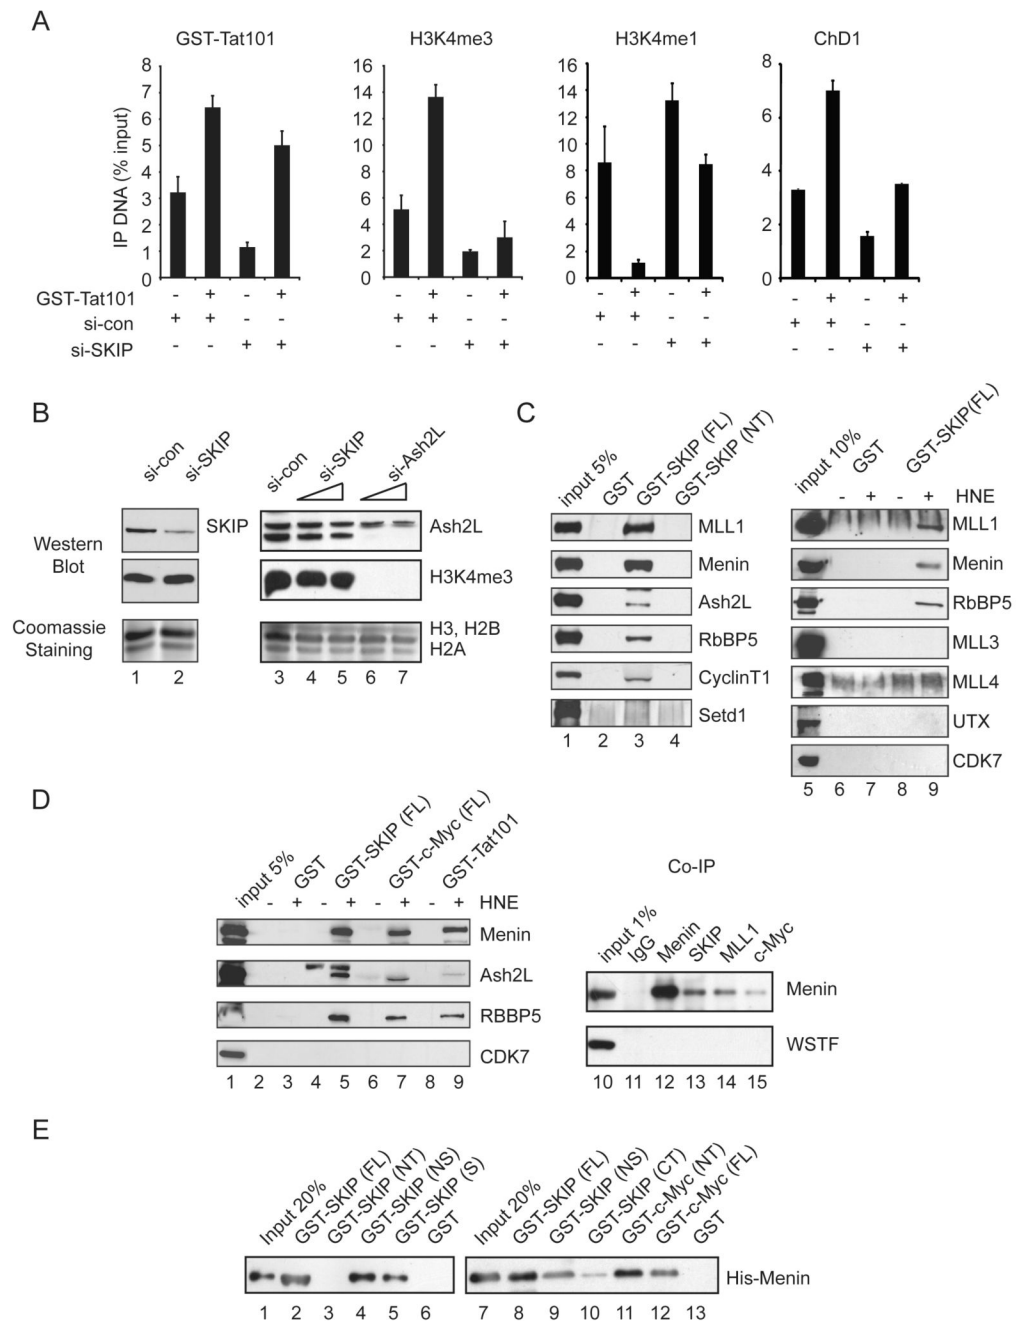 A
GST-Tat101 H3K4me3 H3K4me1 ChD1
IP DNA (% input)
8 7 6 5 4 3 2 1 0
16 14 12 10 8 6 4 2 0
16 14 12 10 8 6 4 2 0
8 6 4 2 0
GST-Tat101 - + - + - + - + - + - + - + - +
si-con + + - - + + - - + + - - + + - -
si-SKIP - - + + - - + + - - + + - - + +
B
si-con si-SKIP
si-con si-SKIP si-Ash2L
Western Blot
SKIP
Ash2L
H3K4me3
Coomassie Staining
H3, H2B
H2A
1 2 3 4 5 6 7
C
input 5% GST GST-SKIP (FL) GST-SKIP (NT)
MLL1
Menin
Ash2L
RbBP5
CyclinT1
Setd1
1 2 3 4
input 10% GST GST-SKIP(FL)
- + - + HNE
MLL1
Menin
RbBP5
MLL3
MLL4
UTX
CDK7
5 6 7 8 9
D
input 5% GST GST-SKIP (FL) GST-c-Myc (FL) GST-Tat101
- + - + - + - + HNE
Menin
Ash2L
RBBP5
CDK7
1 2 3 4 5 6 7 8 9
Co-IP
input 1% IgG Menin SKIP MLL1 c-Myc
Menin
WSTF
10 11 12 13 14 15
E
Input 20% GST-SKIP (FL) GST-SKIP (NT) GST-SKIP (NS) GST-SKIP (S) GST
1 2 3 4 5 6
Input 20% GST-SKIP (FL) GST-SKIP (NS) GST-SKIP (CT) GST-c-Myc (NT) GST-c-Myc (FL) GST
His-Menin
7 8 9 10 11 12 13